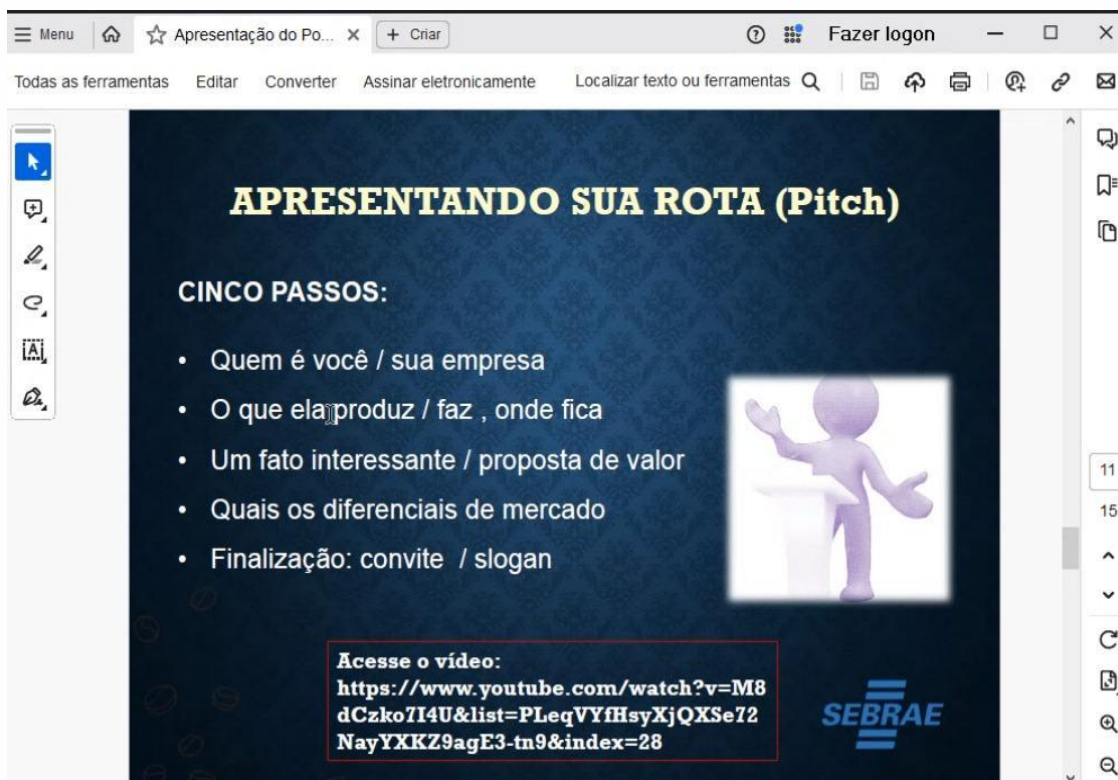 Menu
Apresentação do Po...
+ Criar
Fazer logon
Todas as ferramentas
Editar
Converter
Assinar eletronicamente
Localizar texto ou ferramentas
APRESENTANDO SUA ROTA (Pitch)
CINCO PASSOS:
• Quem é você / sua empresa
• O que ela produz / faz , onde fica
• Um fato interessante / proposta de valor
• Quais os diferenciais de mercado
• Finalização: convite / slogan
Acesse o vídeo:
https://www.youtube.com/watch?v=M8
dCzko7I4U&list=PLeqVYfHsyXjQXSe72
NayYXKZ9agE3-tn9&index=28
SEBRAE
11
15